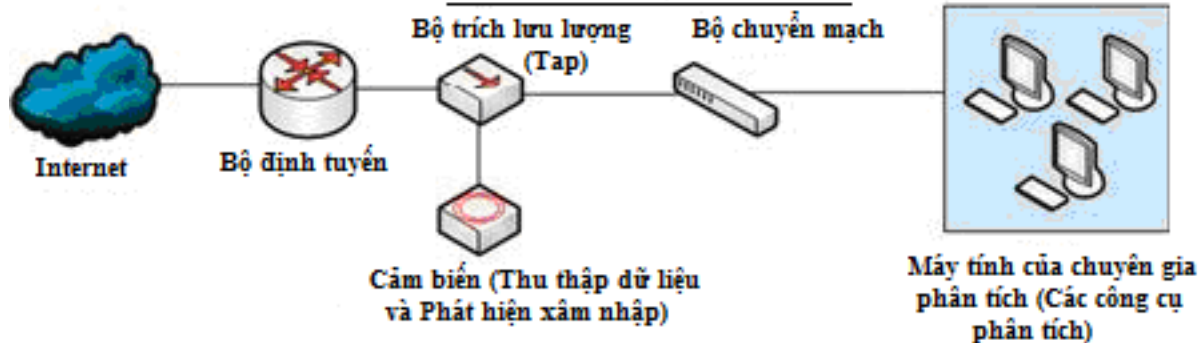 Bộ trích lưu lượng
(Tap)
Bộ chuyển mạch
Internet
Bộ định tuyến
Cảm biến (Thu thập dữ liệu
và Phát hiện xâm nhập)
Máy tính của chuyên gia
phân tích (Các công cụ
phân tích)